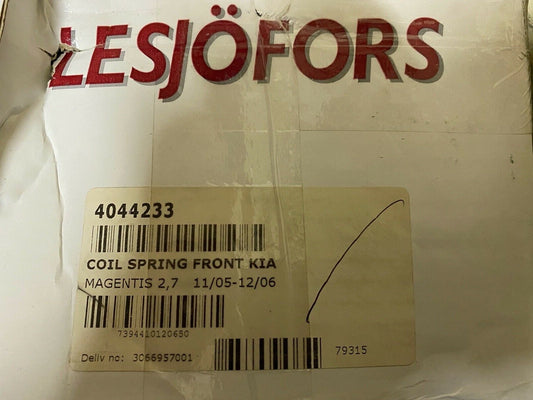 LESJÖFORS
4044233
COIL SPRING FRONT KIA
MAGENTIS 2,7 11/05-12/06
7394410120650
Deliv no: 3066957001
79315